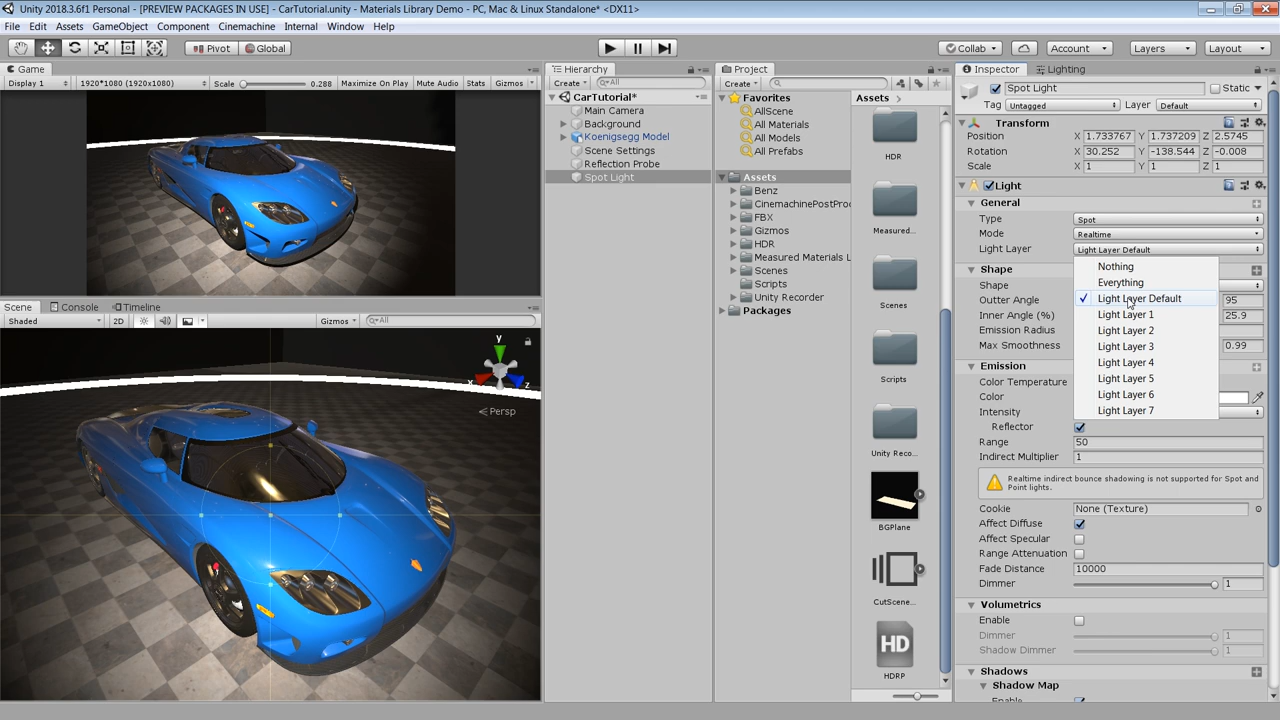 Unity 2018.3.6f1 Personal - [PREVIEW PACKAGES IN USE] - CarTutorial.unity - Materials Library Demo - PC, Mac & Linux Standalone* <DX11>
File Edit Assets GameObject Component Cinemachine Internal Window Help
Pivot Global Collab Account Layers Layout
Game
Display 1 1920*1080 (1920x1080) Scale 0.288 Maximize On Play Mute Audio Stats Gizmos
Scene Console Timeline
Shaded 2D Gizmos All
y
x
z
Persp
Hierarchy
Create All
CarTutorial*
Main Camera
Background
Koenigsegg Model
Scene Settings
Reflection Probe
Spot Light
Project
Create
Favorites
AllScene
All Materials
All Models
All Prefabs
Assets
Benz
CinemachinePostProc
FBX
Gizmos
HDR
Measured Materials L
Scenes
Scripts
Unity Recorder
Packages
Assets
HDR
Measured...
Scenes
Scripts
Unity Reco...
BGPlane
CutScene...
HD
HDRP
Inspector Lighting
Spot Light Static
Tag Untagged Layer Default
Transform
Position X 1.733767 Y 1.737209 Z 2.5745
Rotation X 30.252 Y -138.544 Z -0.008
Scale X 1 Y 1 Z 1
Light
General
Type Spot
Mode Realtime
Light Layer Light Layer Default
Nothing
Everything
Light Layer Default
Light Layer 1
Light Layer 2
Light Layer 3
Light Layer 4
Light Layer 5
Light Layer 6
Light Layer 7
Shape
Shape
Outter Angle 95
Inner Angle (%) 25.9
Emission Radius
Max Smoothness 0.99
Emission
Color Temperature
Color
Intensity
Reflector
Range 50
Indirect Multiplier 1
Realtime indirect bounce shadowing is not supported for Spot and
Point lights.
Cookie None (Texture)
Affect Diffuse
Affect Specular
Range Attenuation
Fade Distance 10000
Dimmer 1
Volumetrics
Enable
Dimmer 1
Shadow Dimmer 1
Shadows
Shadow Map